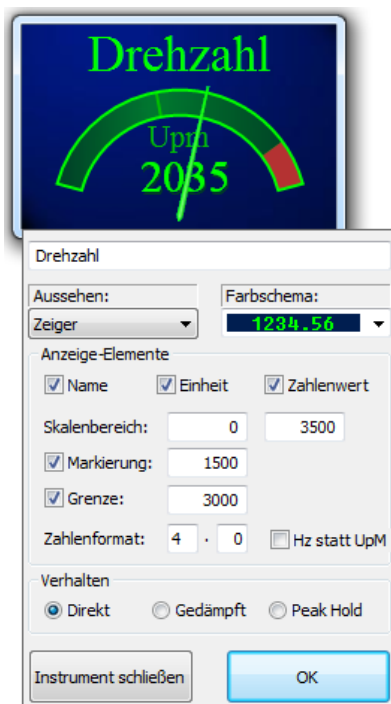 Drehzahl
Upm
2035
Drehzahl
Aussehen: Farbschema:
Zeiger 1234.56
Anzeige-Elemente
Name Einheit Zahlenwert
Skalenbereich: 0 3500
Markierung: 1500
Grenze: 3000
Zahlenformat: 4 . 0 Hz statt UpM
Verhalten
Direkt Gedämpft Peak Hold
Instrument schließen OK